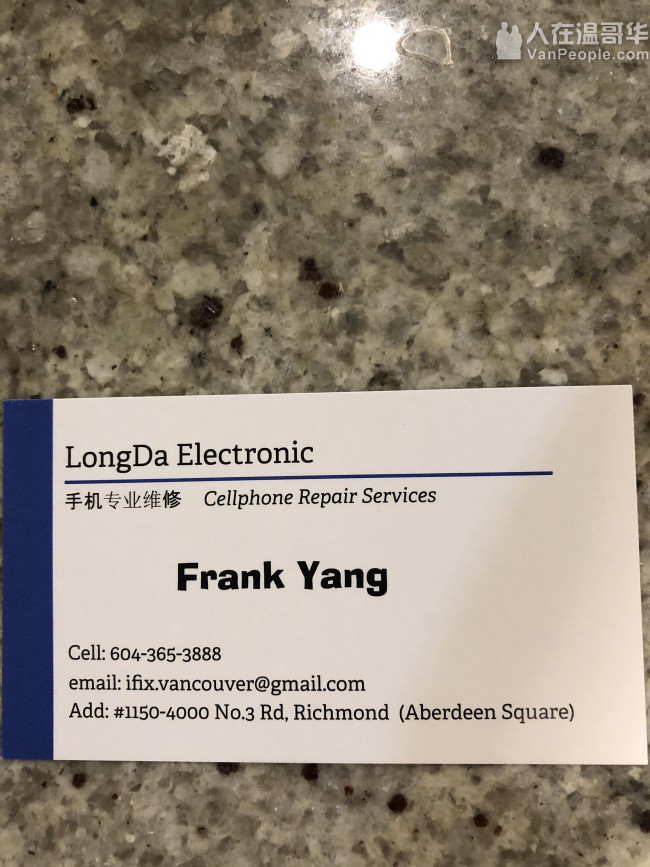 人在温哥华
VanPeople.com
LongDa Electronic
手机专业维修 Cellphone Repair Services
Frank Yang
Cell: 604-365-3888
email: ifix.vancouver@gmail.com
Add: #1150-4000 No.3 Rd, Richmond (Aberdeen Square)